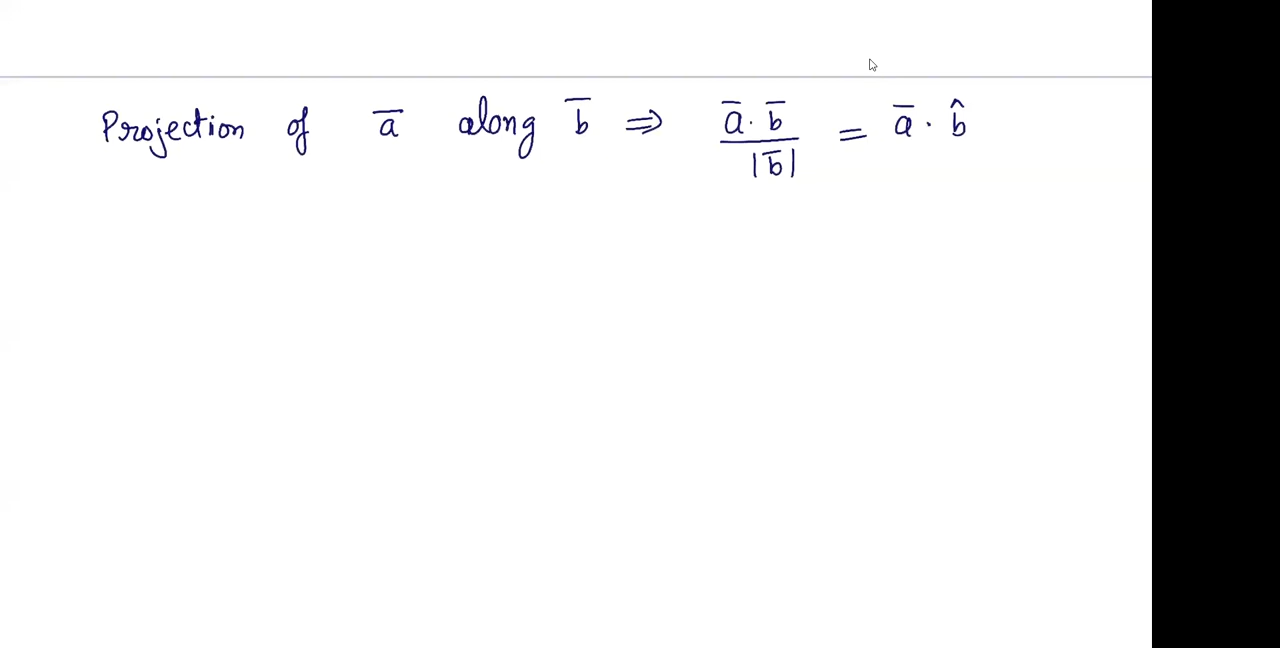 Projection of a̅ along b̅ ⇒ a̅ . b̅ / |b̅| = a̅ . b̂